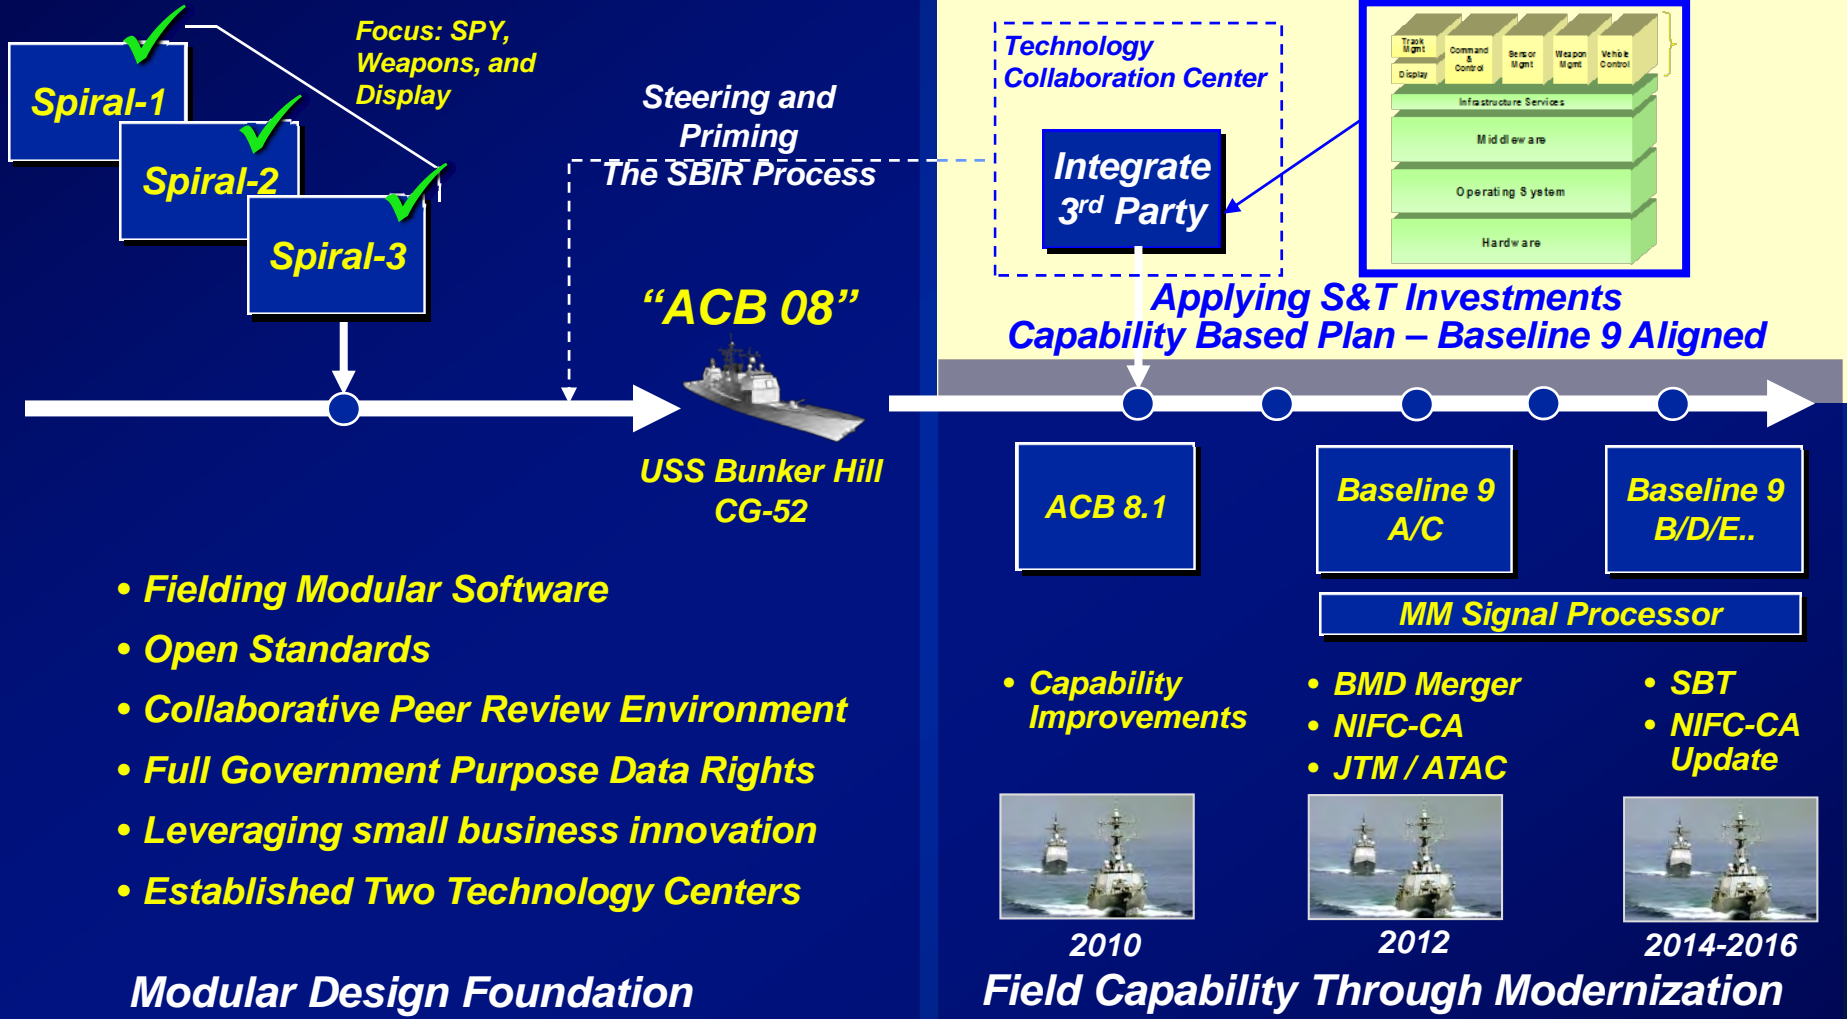 Focus: SPY,
Weapons, and
Display
Spiral-1
Spiral-2
Spiral-3
Steering and
Priming
The SBIR Process
“ACB 08”
USS Bunker Hill
CG-52
• Fielding Modular Software
• Open Standards
• Collaborative Peer Review Environment
• Full Government Purpose Data Rights
• Leveraging small business innovation
• Established Two Technology Centers
Modular Design Foundation
Technology
Collaboration Center
Integrate
3rd Party
Track
Mgmt
Display
Command
&
Control
Sensor
Mgmt
Weapon
Mgmt
Vehicle
Control
Infrastructure Services
Middleware
Operating System
Hardware
Applying S&T Investments
Capability Based Plan – Baseline 9 Aligned
ACB 8.1
Baseline 9
A/C
Baseline 9
B/D/E..
MM Signal Processor
• Capability
Improvements
• BMD Merger
• NIFC-CA
• JTM / ATAC
• SBT
• NIFC-CA
Update
2010
2012
2014-2016
Field Capability Through Modernization